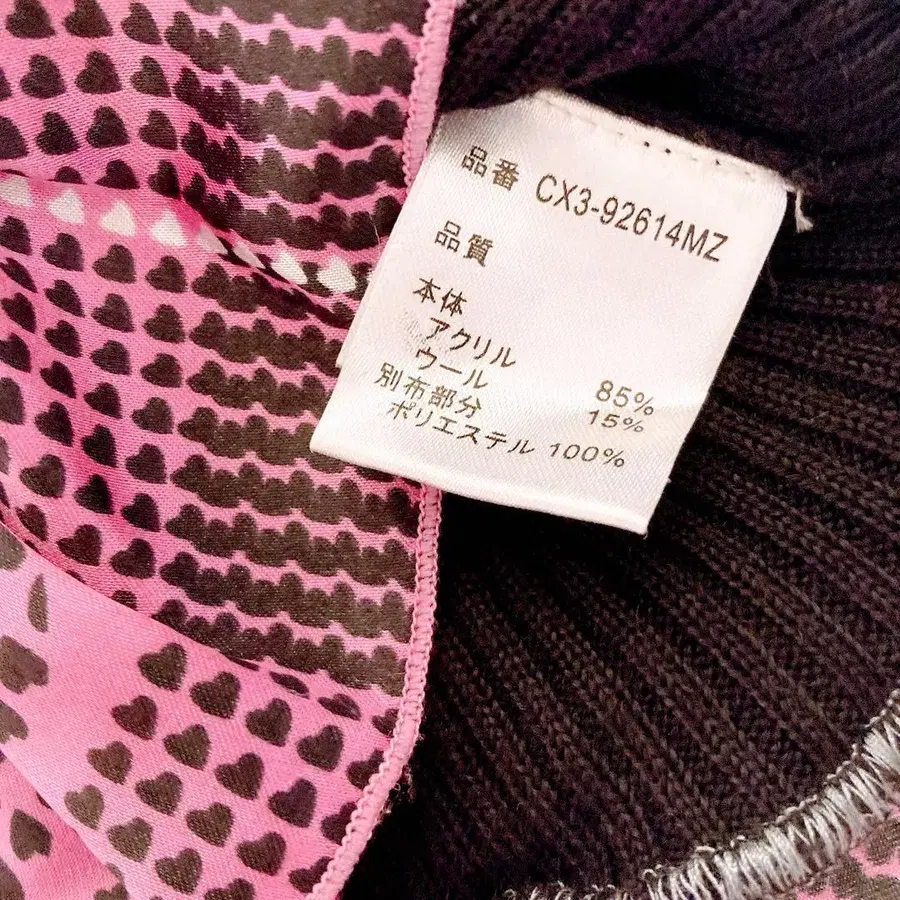 品番 CX3-92614MZ
品質
本体
アクリル 85%
ウール 15%
別布部分
ポリエステル 100%